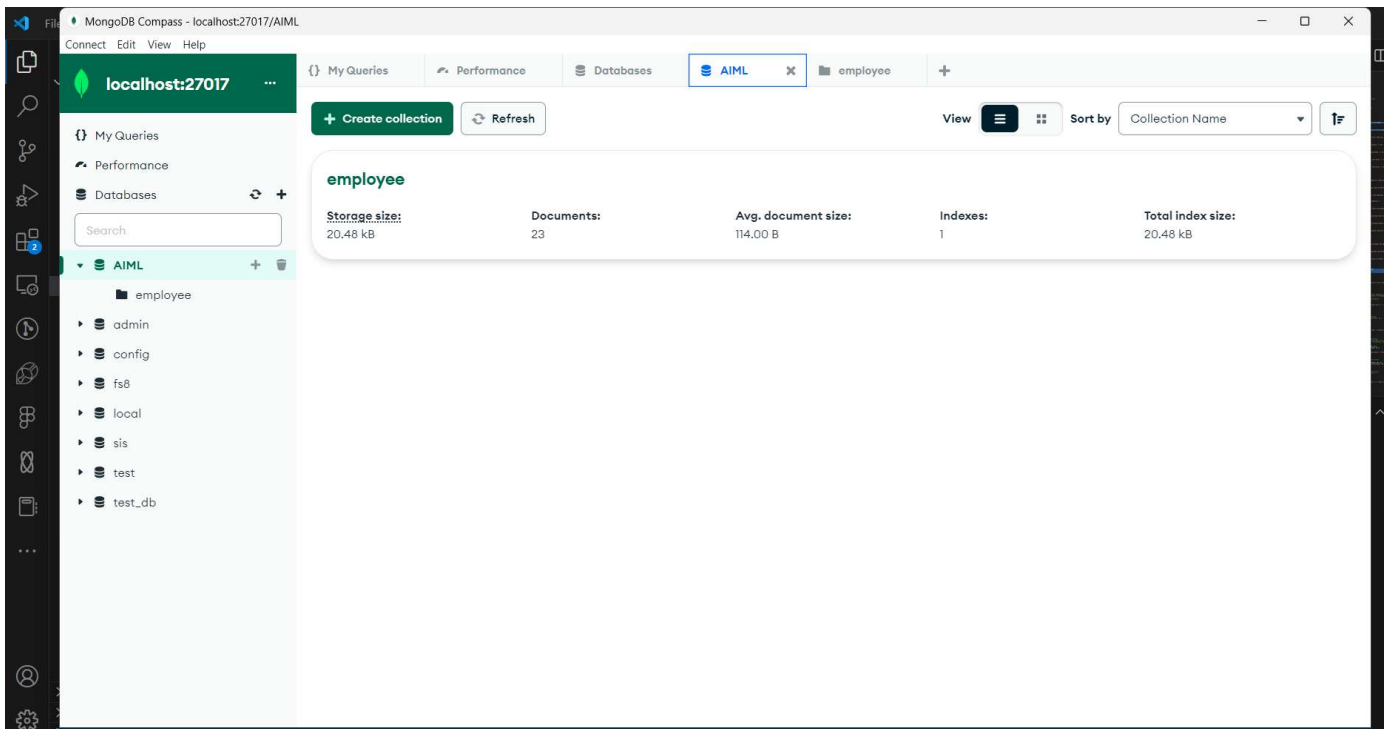 File
MongoDB Compass - localhost:27017/AIML
Connect Edit View Help
localhost:27017 ...
{} My Queries
Performance
Databases
Search
AIML
employee
admin
config
fs8
local
sis
test
test_db
{} My Queries Performance Databases AIML employee
Create collection Refresh View Sort by Collection Name
employee
Storage size: Documents: Avg. document size: Indexes: Total index size:
20.48 kB 23 114.00 B 1 20.48 kB
2